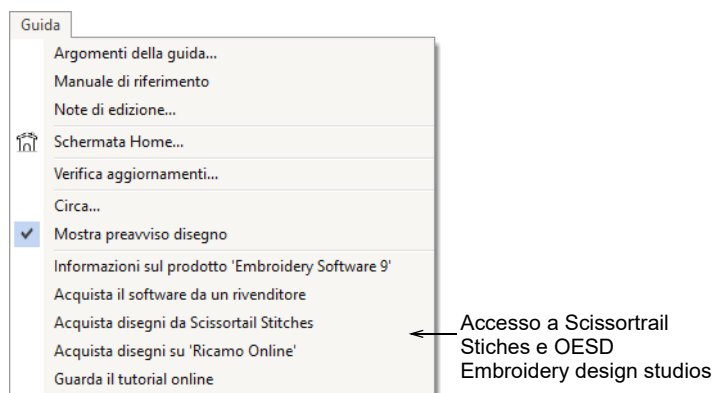 Guida
Argomenti della guida...
Manuale di riferimento
Note di edizione...
Schermata Home...
Verifica aggiornamenti...
Circa...
Mostra preavviso disegno
Informazioni sul prodotto 'Embroidery Software 9'
Acquista il software da un rivenditore
Acquista disegni da Scissortail Stitches
Acquista disegni su 'Ricamo Online'
Guarda il tutorial online
Accesso a Scissortrail
Stiches e OESD
Embroidery design studios